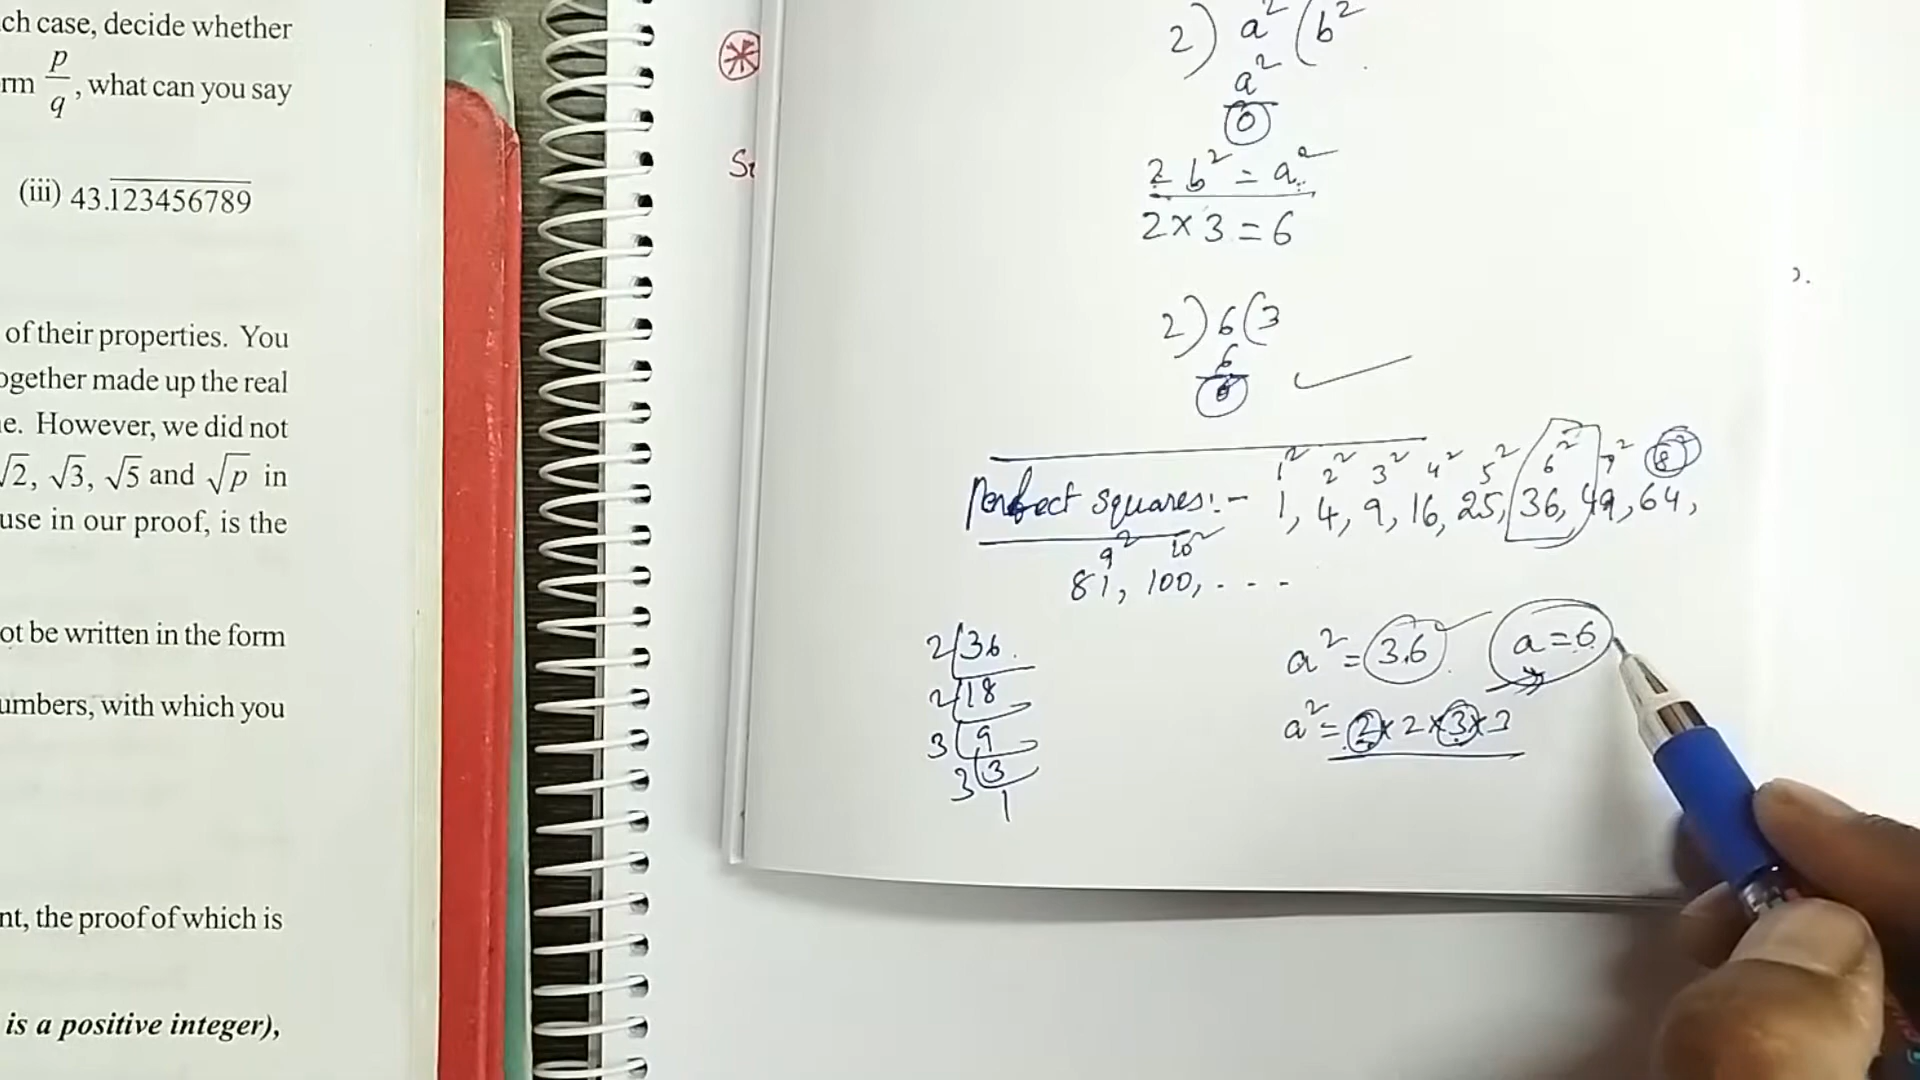 ch case, decide whether
rm p/q, what can you say
(iii) 43.123456789
of their properties. You
ogether made up the real
e. However, we did not
√2, √3, √5 and √p in
use in our proof, is the
ot be written in the form
umbers, with which you
nt, the proof of which is
is a positive integer),
2) a² (b²
a²
0
2 b² = a²
2 × 3 = 6
2) 6 (3
6
0
1² 2² 3² 4² 5² 6² 7² 8²
Perfect squares:- 1, 4, 9, 16, 25, 36, 49, 64,
9² 10²
81, 100, . - -
2 36
2 18
3 9
3 3
1
a² = 36 a = 6
a² = 2 × 2 × 3 × 3